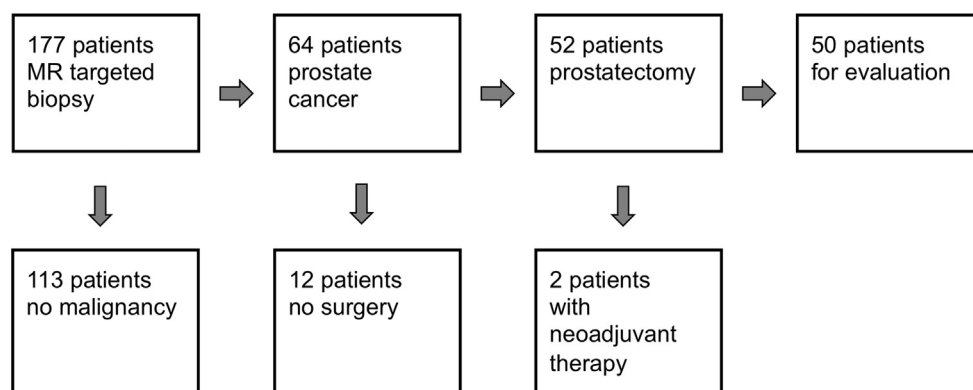 177 patients
MR targeted
biopsy
64 patients
prostate
cancer
52 patients
prostatectomy
50 patients
for evaluation
113 patients
no malignancy
12 patients
no surgery
2 patients
with
neoadjuvant
therapy